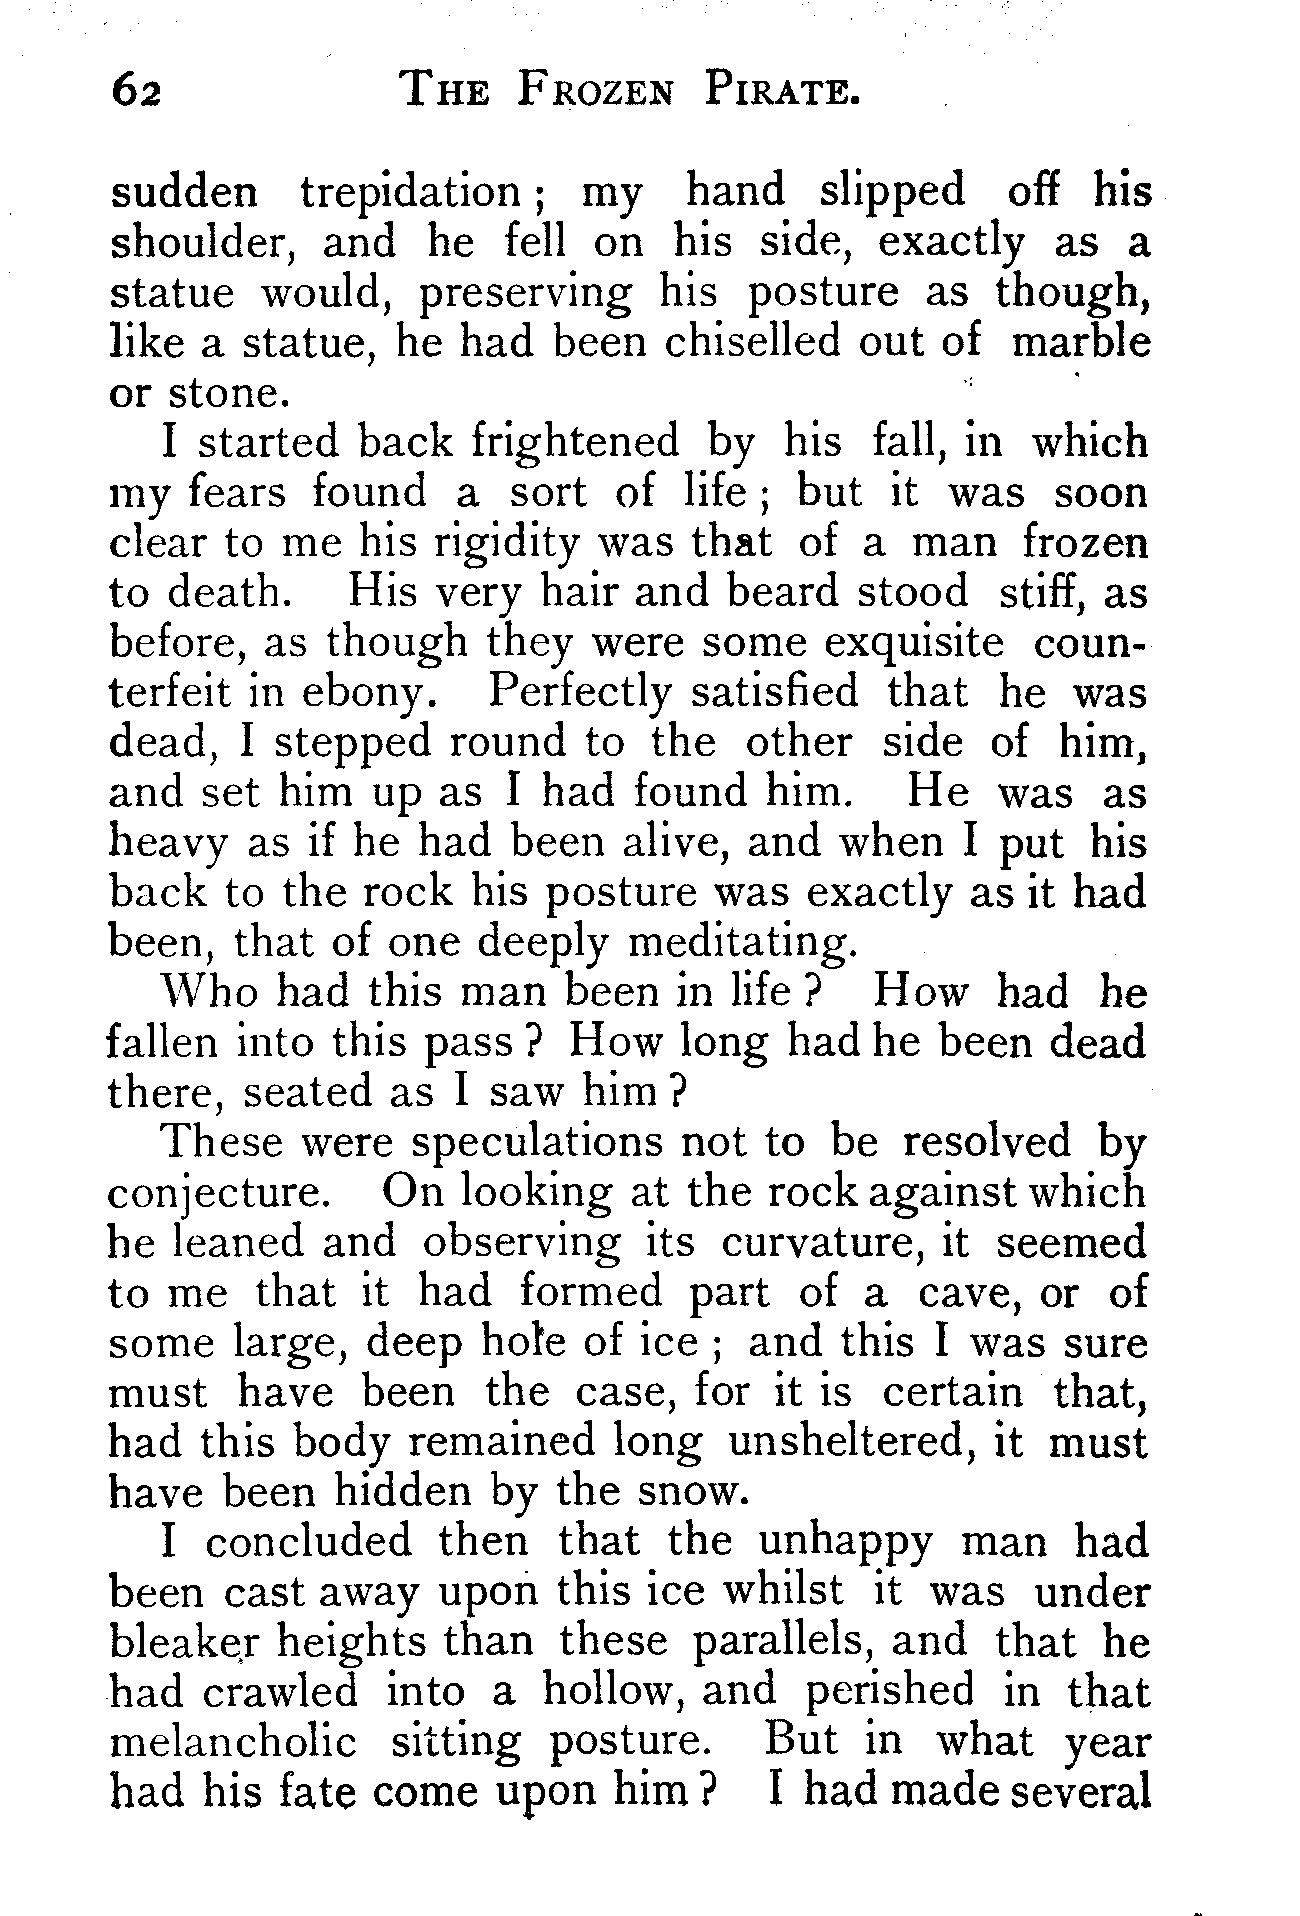 62 The Frozen Pirate.
sudden trepidation ; my hand slipped off his
shoulder, and he fell on his side, exactly as a
statue would, preserving his posture as though,
like a statue, he had been chiselled out of marble
or stone.
I started back frightened by his fall, in which
my fears found a sort of life ; but it was soon
clear to me his rigidity was that of a man frozen
to death. His very hair and beard stood stiff, as
before, as though they were some exquisite coun-
terfeit in ebony. Perfectly satisfied that he was
dead, I stepped round to the other side of him,
and set him up as I had found him. He was as
heavy as if he had been alive, and when I put his
back to the rock his posture was exactly as it had
been, that of one deeply meditating.
Who had this man been in life ? How had he
fallen into this pass ? How long had he been dead
there, seated as I saw him ?
These were speculations not to be resolved by
conjecture. On looking at the rock against which
he leaned and observing its curvature, it seemed
to me that it had formed part of a cave, or of
some large, deep hole of ice ; and this I was sure
must have been the case, for it is certain that,
had this body remained long unsheltered, it must
have been hidden by the snow.
I concluded then that the unhappy man had
been cast away upon this ice whilst it was under
bleaker heights than these parallels, and that he
had crawled into a hollow, and perished in that
melancholic sitting posture. But in what year
had his fate come upon him ? I had made several